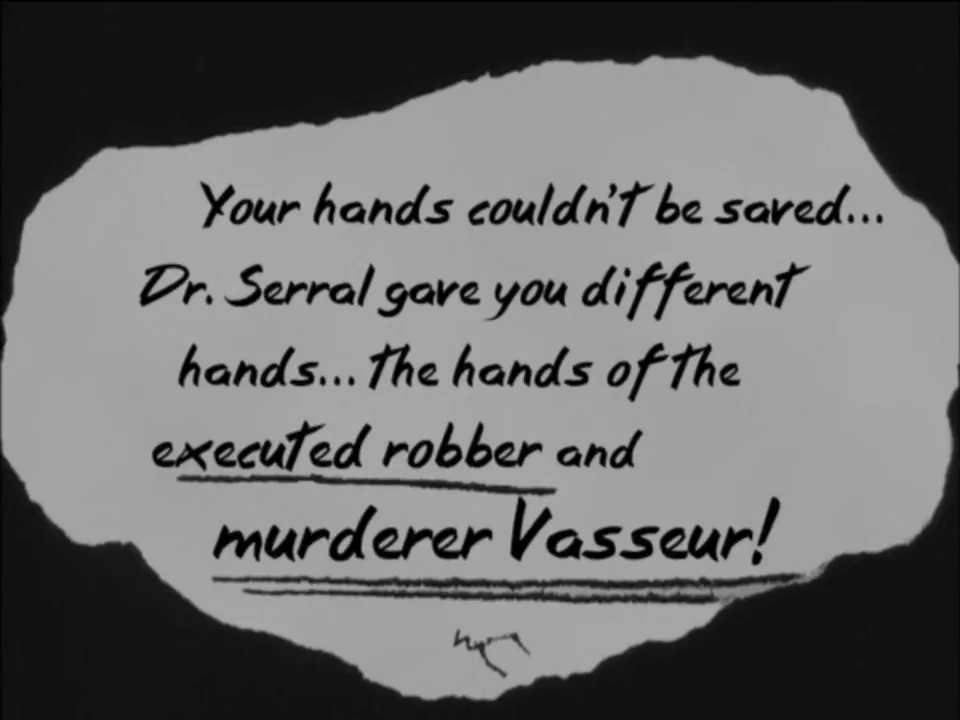 Your hands couldn't be saved...
Dr. Serral gave you different
hands... the hands of the
executed robber and
murderer Vasseur!